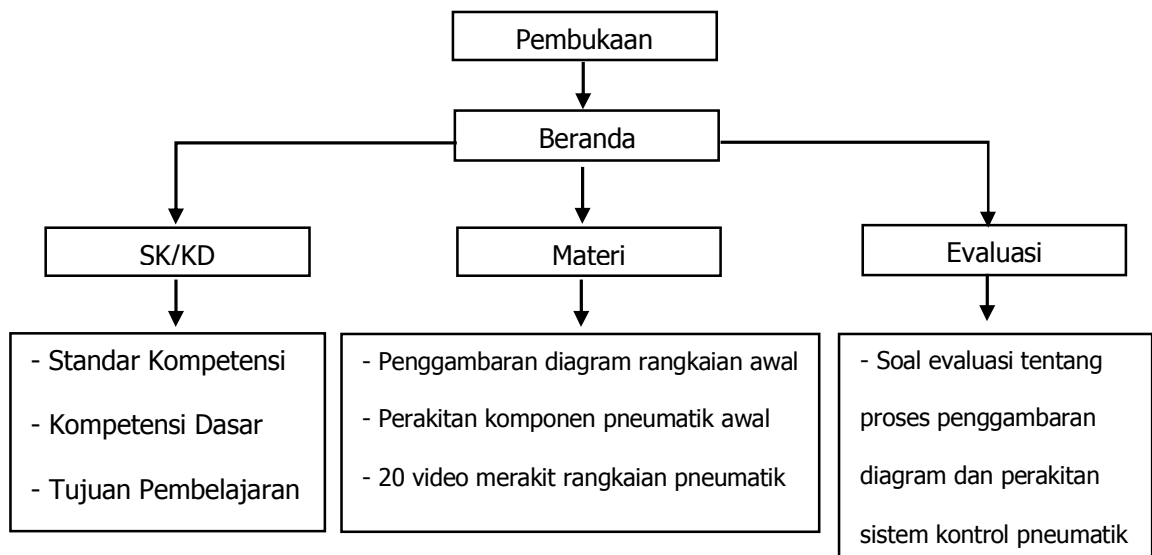 Pembukaan
Beranda
SK/KD
Materi
Evaluasi
- Standar Kompetensi
- Kompetensi Dasar
- Tujuan Pembelajaran
- Penggambaran diagram rangkaian awal
- Perakitan komponen pneumatik awal
- 20 video merakit rangkaian pneumatik
- Soal evaluasi tentang
proses penggambaran
diagram dan perakitan
sistem kontrol pneumatik